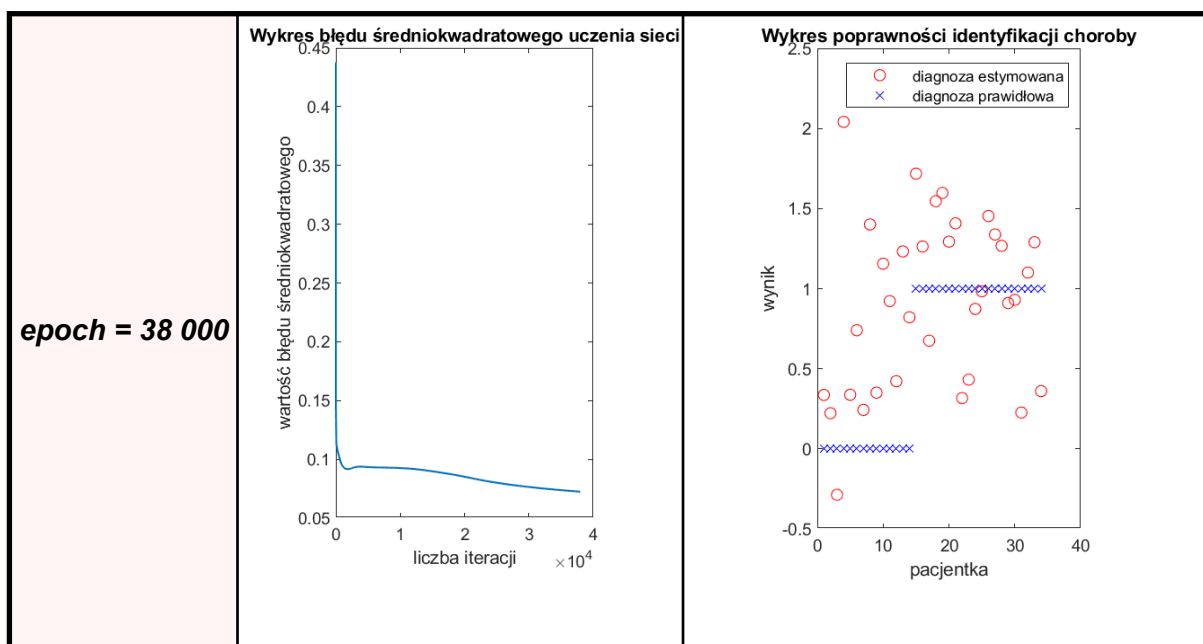 epoch = 38 000
Wykres błędu średniokwadratowego uczenia sieci
wartość błędu średniokwadratowego
0.45
0.4
0.35
0.3
0.25
0.2
0.15
0.1
0.05
0 1 2 3 4
liczba iteracji
×10⁴
Wykres poprawności identyfikacji choroby
diagnoza estymowana
diagnoza prawidłowa
wynik
2.5
2
1.5
1
0.5
0
-0.5
0 10 20 30 40
pacjentka